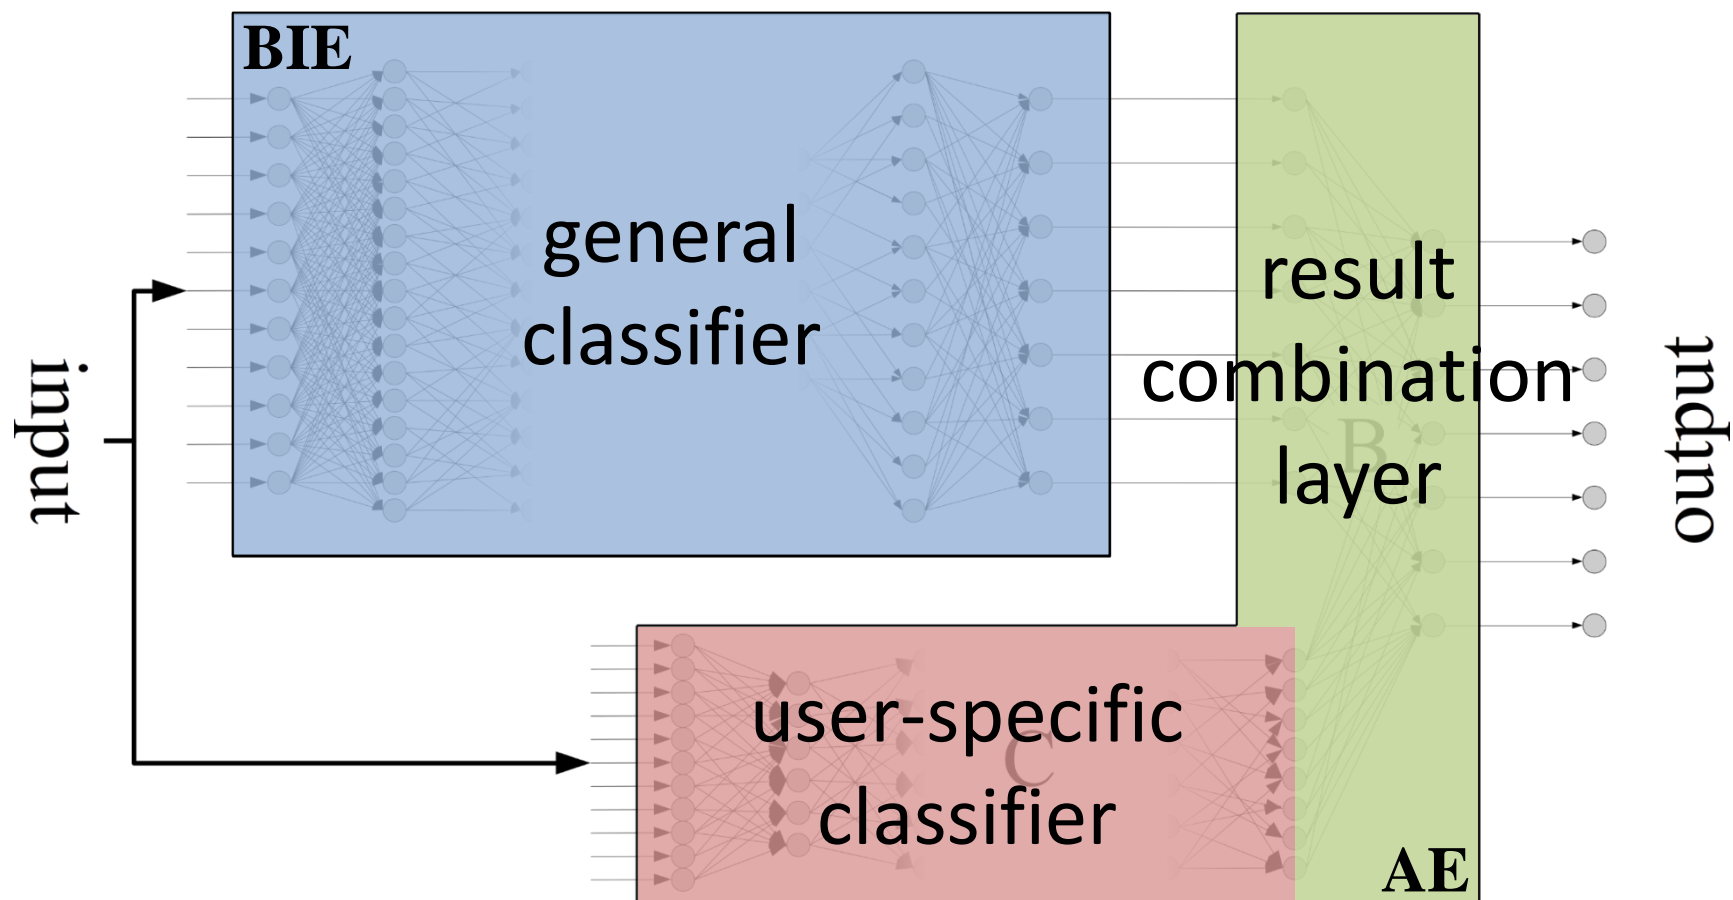 BIE
general
classifier
input
result
combination
layer
B
output
user-specific
classifier
C
AE